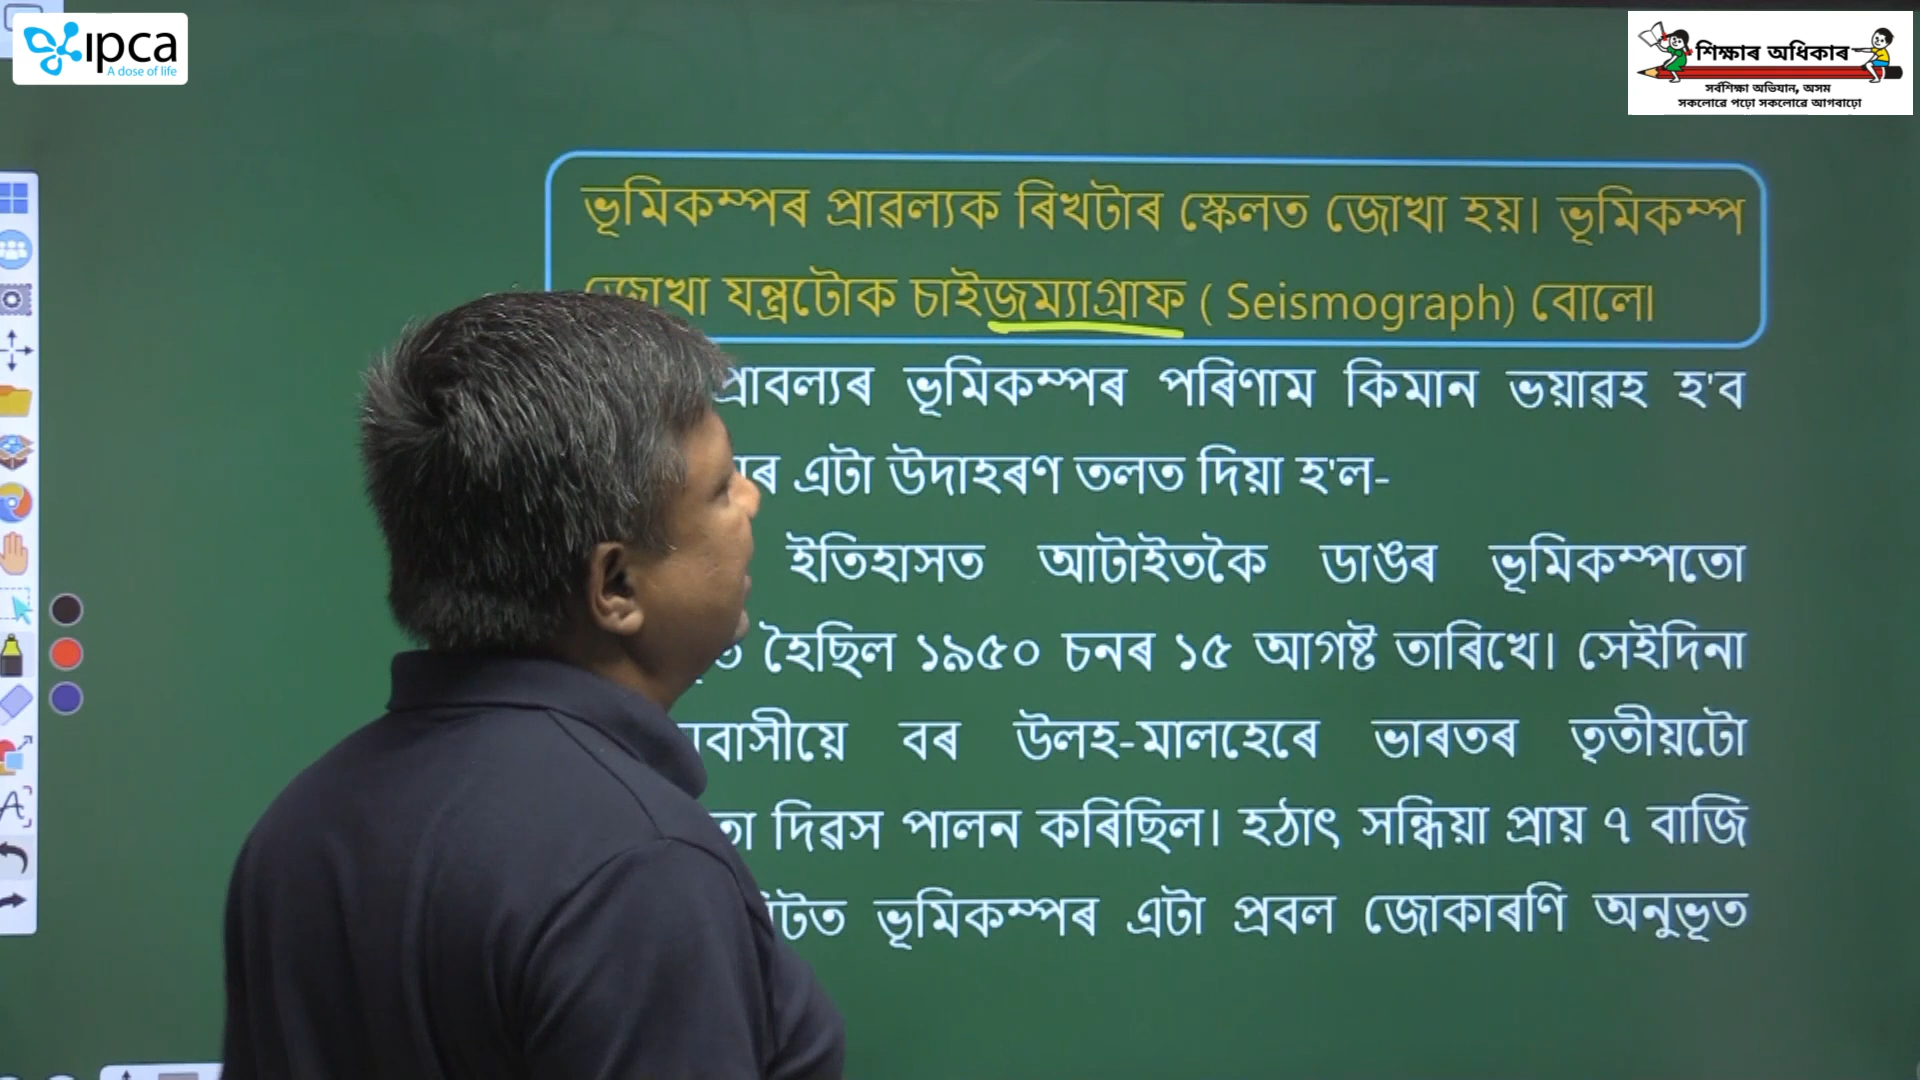 ipca
A dose of life
শিক্ষাৰ অধিকাৰ
সৰ্বশিক্ষা অভিযান, অসম
সকলোৱে পঢ়ো সকলোৱে আগবাঢ়ো
ভূমিকম্পৰ প্ৰাৱল্যক ৰিখটাৰ স্কেলত জোখা হয়। ভূমিকম্প
জোখা যন্ত্ৰটোক চাইজম্যাগ্ৰাফ ( Seismograph) বোলে।
প্ৰাবল্যৰ ভূমিকম্পৰ পৰিণাম কিমান ভয়াৱহ হ'ব
এটা উদাহৰণ তলত দিয়া হ'ল-
ইতিহাসত আটাইতকৈ ডাঙৰ ভূমিকম্পতো
হৈছিল ১৯৫০ চনৰ ১৫ আগষ্ট তাৰিখে। সেইদিনা
বৰ উলহ-মালহেৰে ভাৰতৰ তৃতীয়টো
দিৱস পালন কৰিছিল। হঠাৎ সন্ধিয়া প্ৰায় ৭ বাজি
ভূমিকম্পৰ এটা প্ৰবল জোকাৰণি অনুভূত